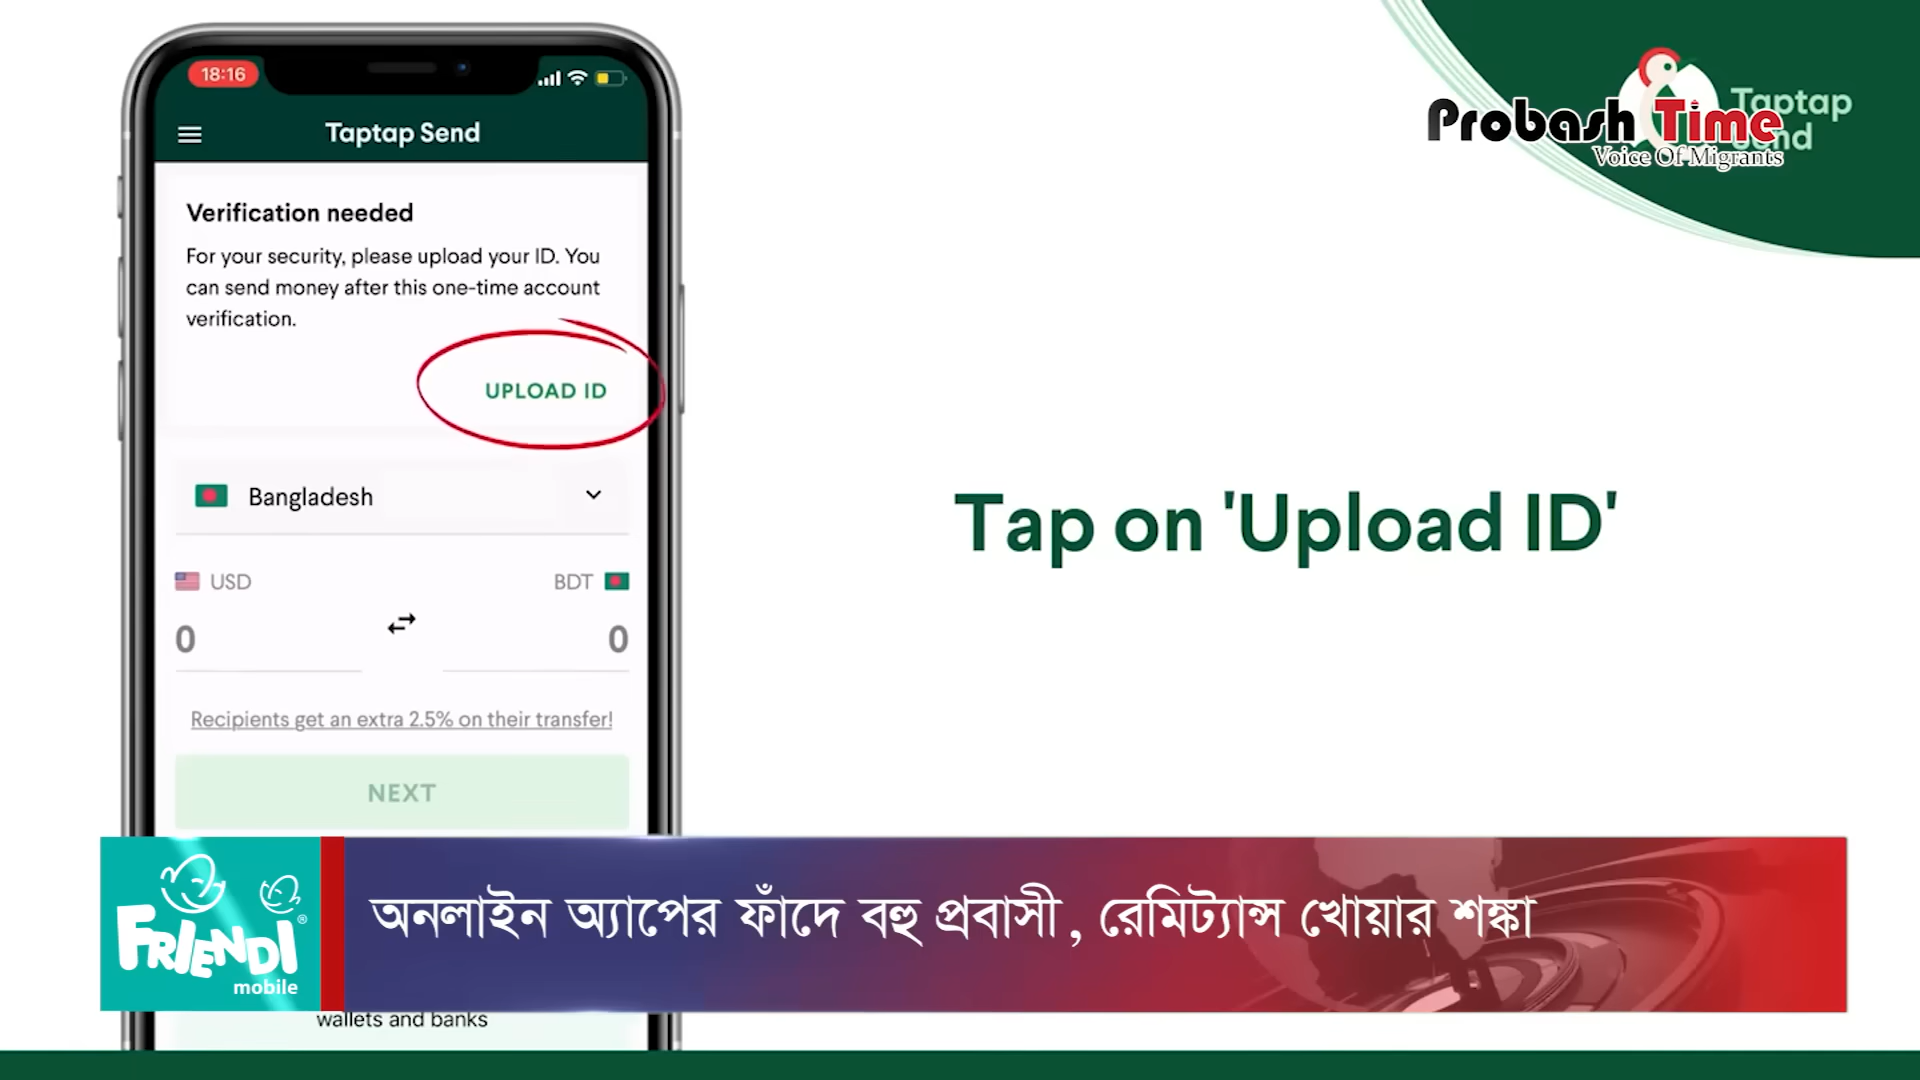 18:16
Taptap Send
Verification needed
For your security, please upload your ID. You
can send money after this one-time account
verification.
UPLOAD ID
Bangladesh
USD
BDT
0
0
Recipients get an extra 2.5% on their transfer!
NEXT
wallets and banks
Taptap
Send
Probash Time
Voice Of Migrants
Tap on 'Upload ID'
FRiENDi
mobile
অনলাইন অ্যাপের ফাঁদে বহু প্রবাসী, রেমিট্যান্স খোয়ার শঙ্কা